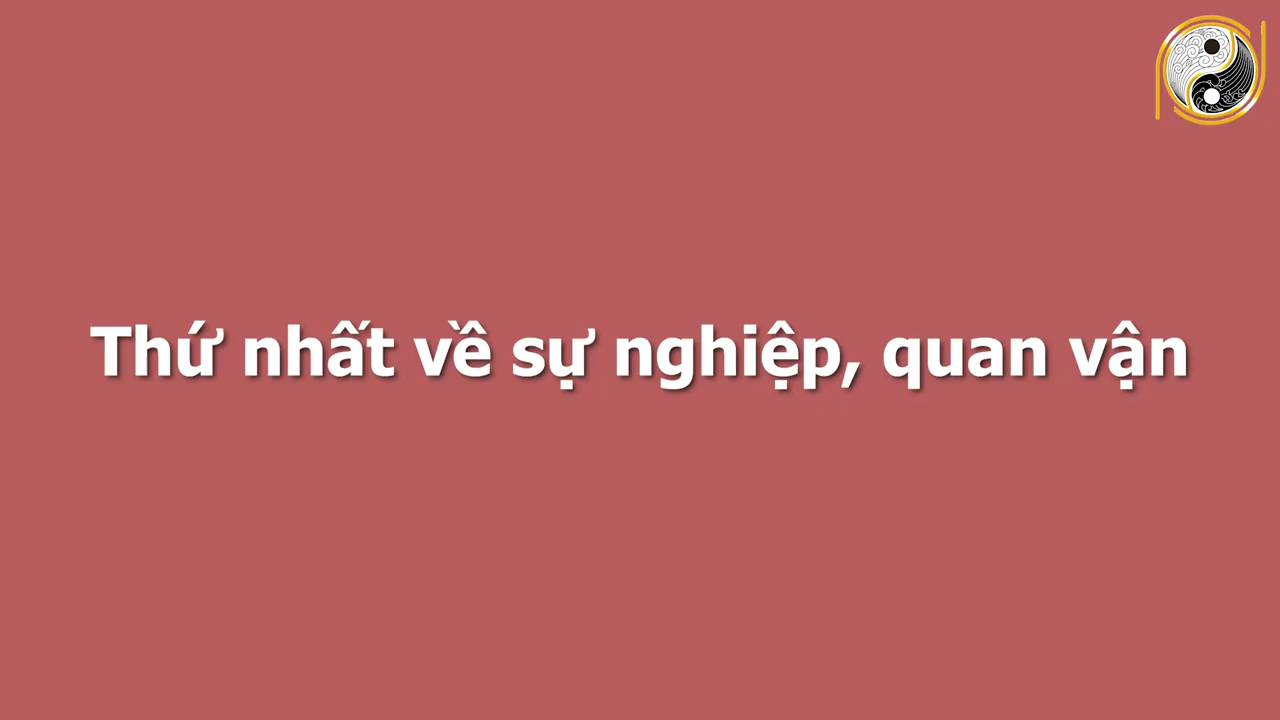 Thứ nhất về sự nghiệp, quan vận